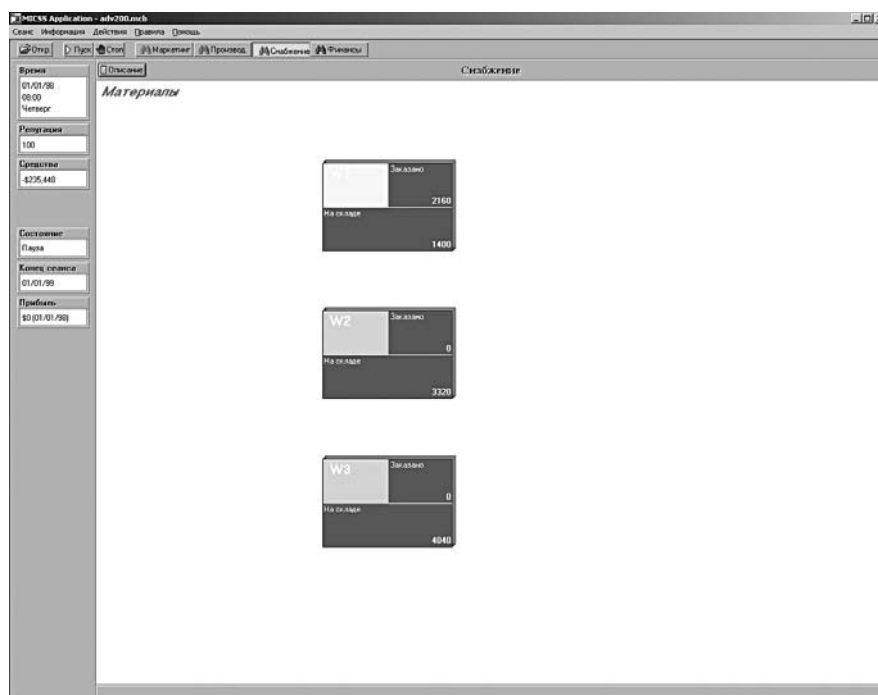 MICSS Application - adv200.mcb
Сеанс Информация Действия Правила Помощь
Откр. Пуск Стоп Маркетинг Производ. Снабжение Финансы
Описание Снабжение
Время
01/01/98
08:00
Четверг
Репутация
100
Средства
-$235,440
Состояние
Пауза
Конец сеанса
01/01/99
Прибыль
$0 (01/01/98)
Материалы
Заказано
2160
На складе
1400
W2 Заказано
0
На складе
3320
W3 Заказано
0
На складе
4040